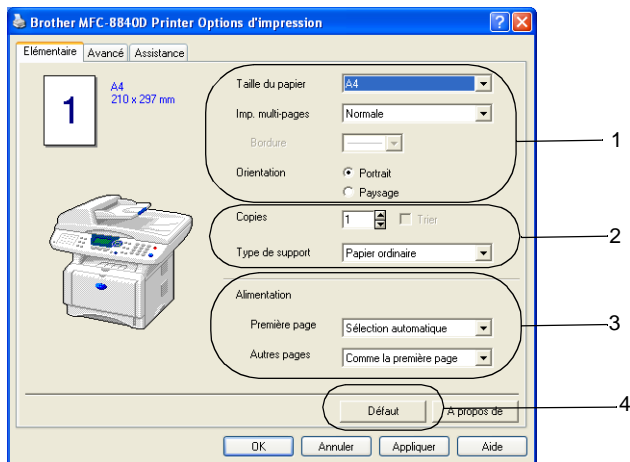 Brother MFC-8840D Printer Options d'impression
Elémentaire Avancé Assistance
1
A4
210 x 297 mm
Taille du papier A4
Imp. multi-pages Normale
Bordure
Orientation Portrait
Paysage
1
Copies 1 Trier
Type de support Papier ordinaire
2
Alimentation
Première page Sélection automatique
Autres pages Comme la première page
3
Défaut A propos de
4
OK Annuler Appliquer Aide